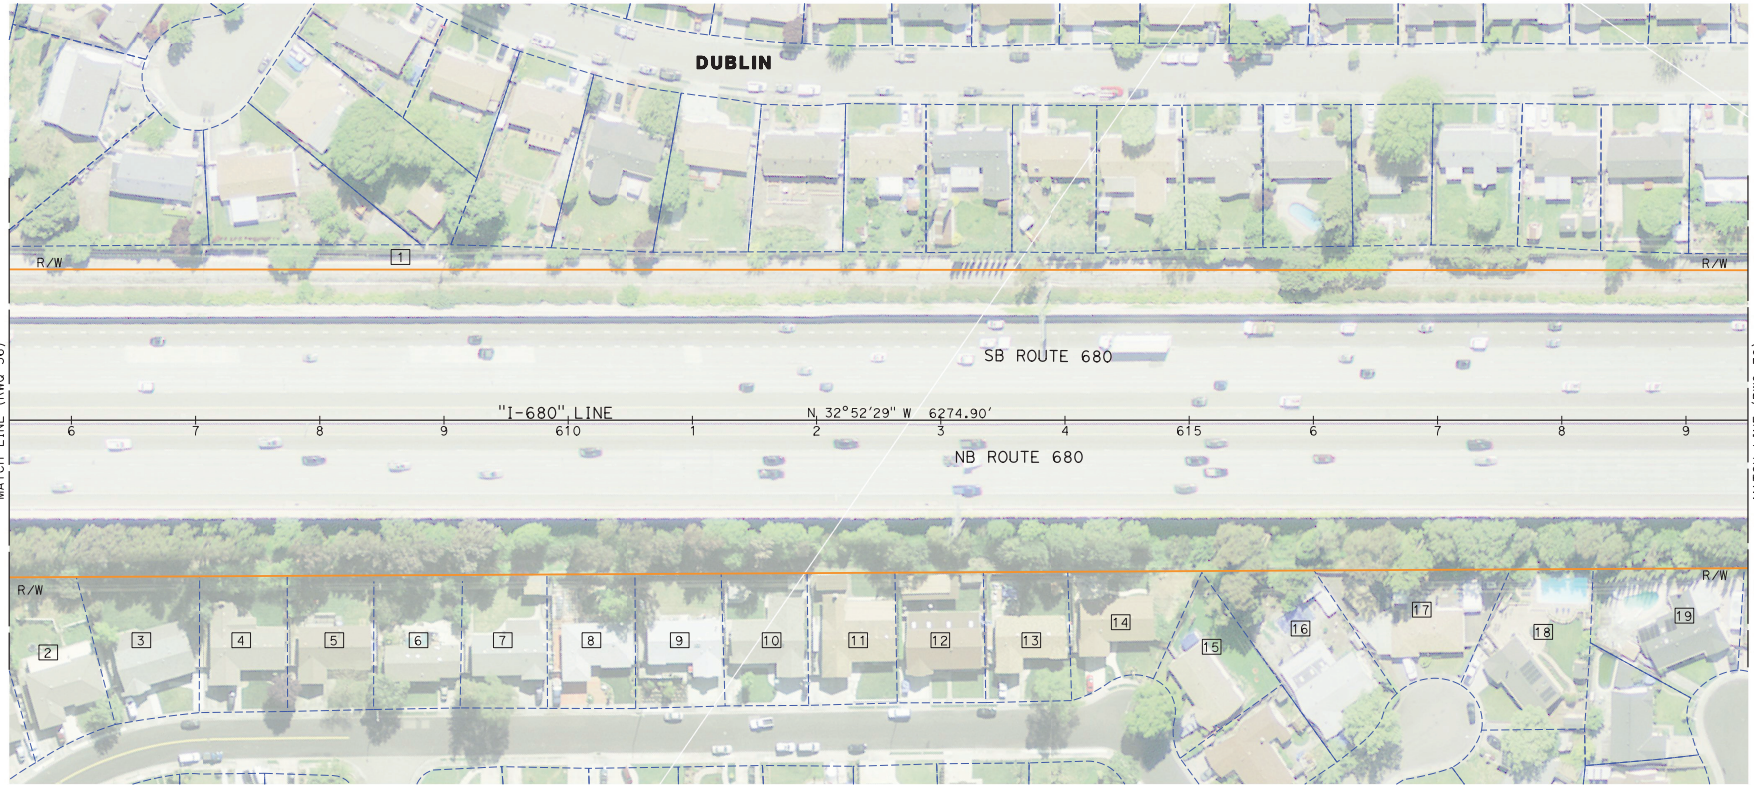 DUBLIN
1
R/W
R/W
SB ROUTE 680
"I-680" LINE
N 32°52'29" W 6274.90'
6 7 8 9 610 1 2 3 4 615 6 7 8 9
NB ROUTE 680
R/W
R/W
2 3 4 5 6 7 8 9 10 11 12 13 14 15 16 17 18 19